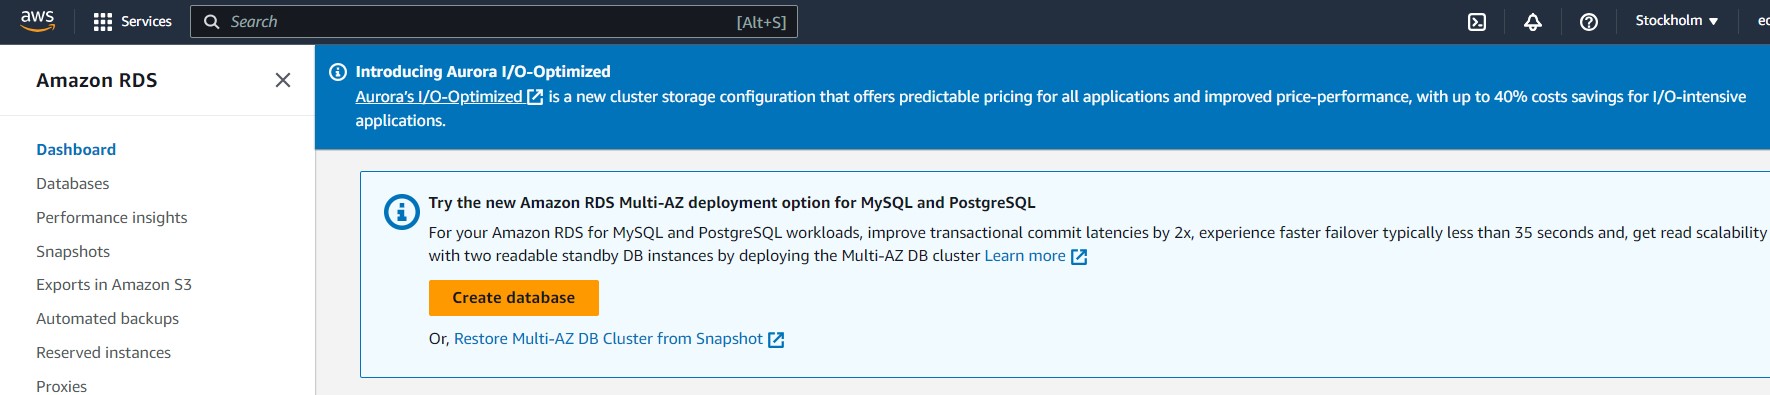 aws
Services
Search
[Alt+S]
Stockholm
Amazon RDS
Dashboard
Databases
Performance insights
Snapshots
Exports in Amazon S3
Automated backups
Reserved instances
Proxies
Introducing Aurora I/O-Optimized
Aurora's I/O-Optimized is a new cluster storage configuration that offers predictable pricing for all applications and improved price-performance, with up to 40% costs savings for I/O-intensive
applications.
Try the new Amazon RDS Multi-AZ deployment option for MySQL and PostgreSQL
For your Amazon RDS for MySQL and PostgreSQL workloads, improve transactional commit latencies by 2x, experience faster failover typically less than 35 seconds and, get read scalability
with two readable standby DB instances by deploying the Multi-AZ DB cluster Learn more
Create database
Or, Restore Multi-AZ DB Cluster from Snapshot